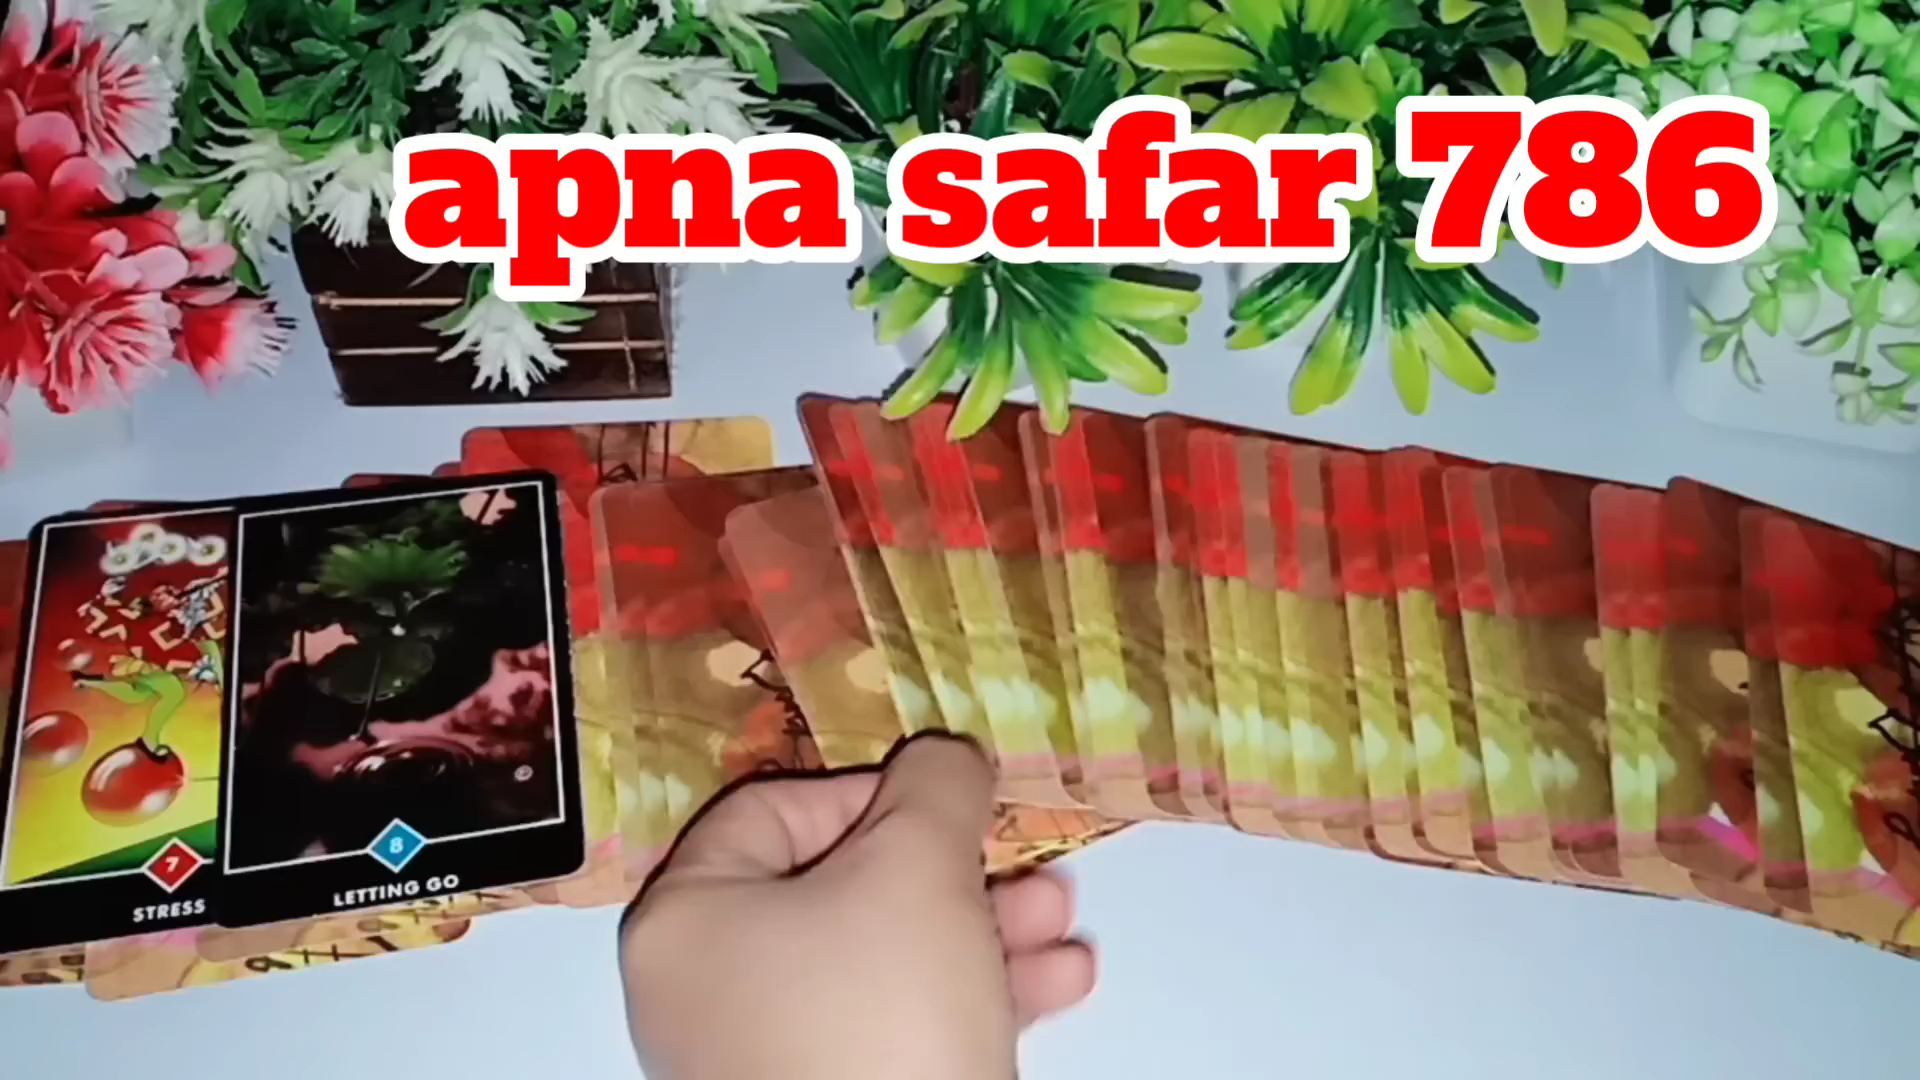 apna safar 786
7
STRESS
8
LETTING GO